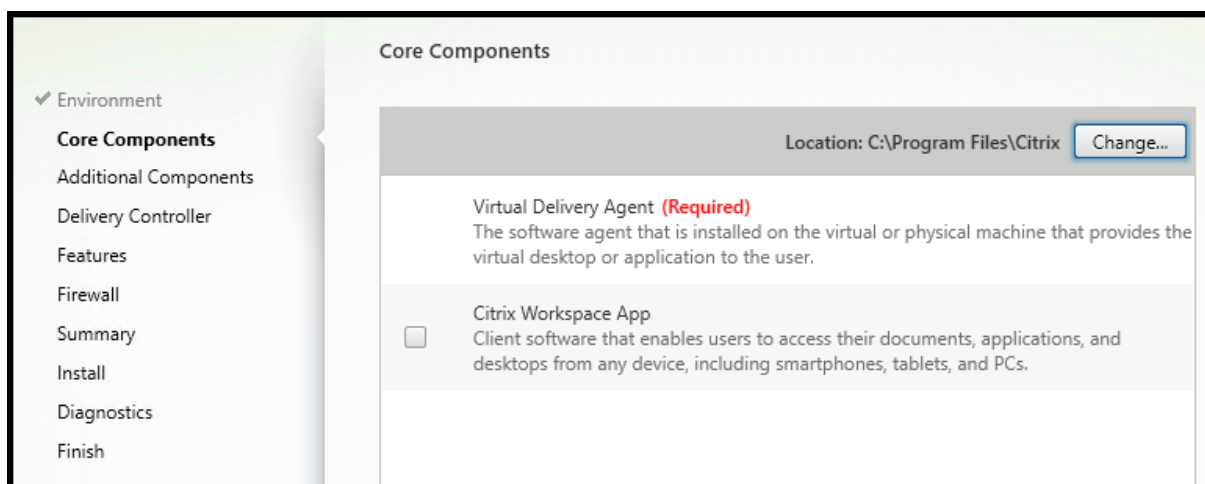 Core Components
Environment
Core Components
Additional Components
Delivery Controller
Features
Firewall
Summary
Install
Diagnostics
Finish
Location: C:\Program Files\Citrix Change...
Virtual Delivery Agent (Required)
The software agent that is installed on the virtual or physical machine that provides the
virtual desktop or application to the user.
Citrix Workspace App
Client software that enables users to access their documents, applications, and
desktops from any device, including smartphones, tablets, and PCs.